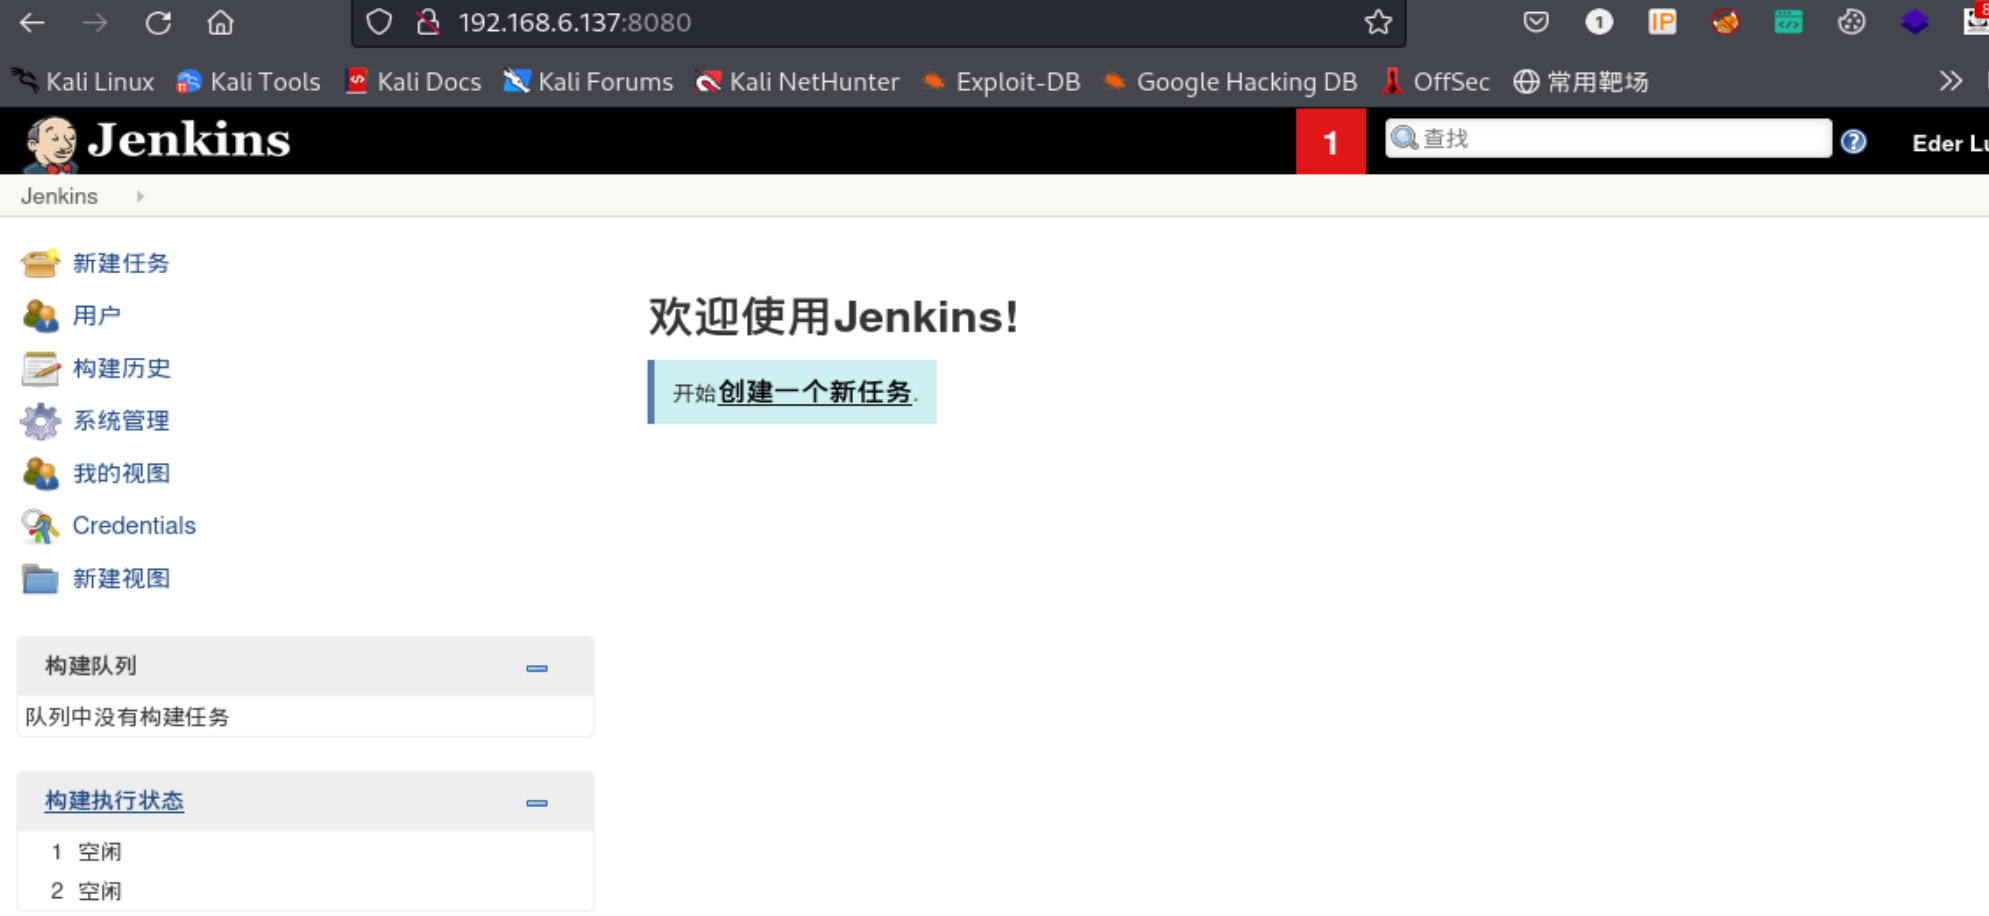 192.168.6.137:8080
1
IP
8
Kali Linux Kali Tools Kali Docs Kali Forums Kali NetHunter Exploit-DB Google Hacking DB OffSec 常用靶场
Jenkins 1 查找 ? Eder Lu
Jenkins
新建任务
用户
构建历史
系统管理
我的视图
Credentials
新建视图
欢迎使用Jenkins!
开始创建一个新任务.
构建队列
队列中没有构建任务
构建执行状态
1 空闲
2 空闲